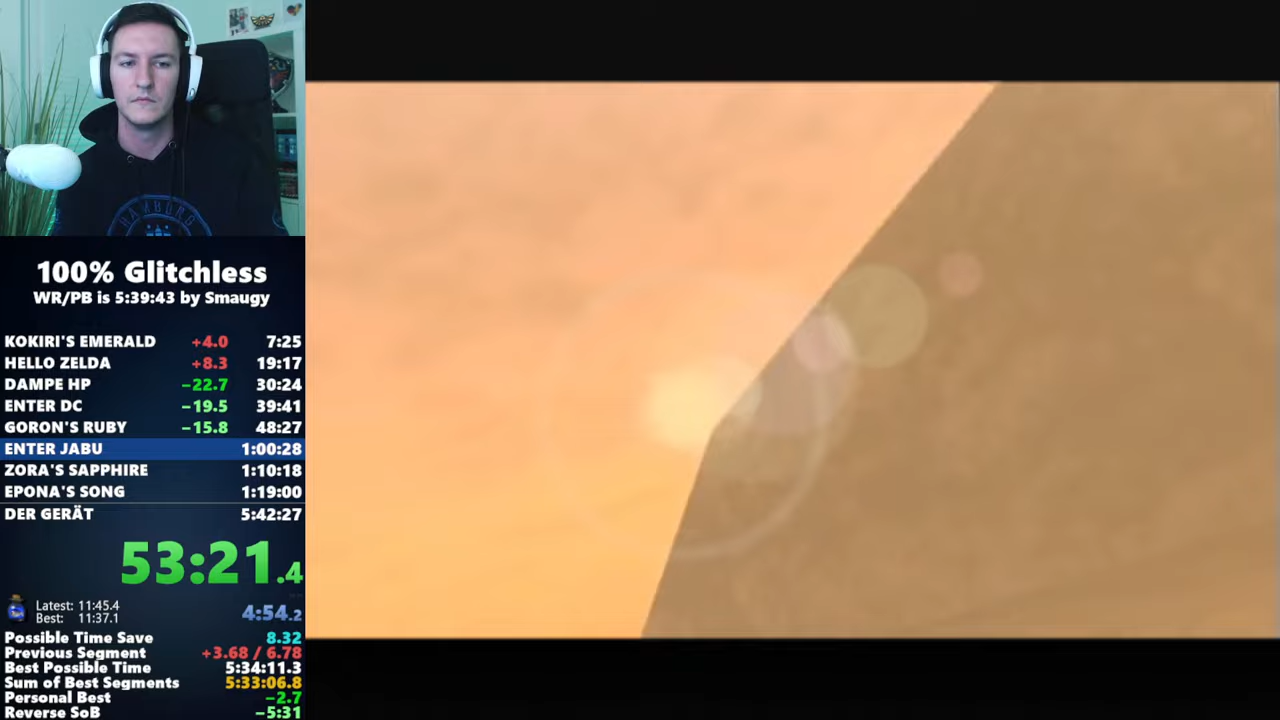 HAMBURG
100% Glitchless
WR/PB is 5:39:43 by Smaugy
KOKIRI'S EMERALD +4.0 7:25
HELLO ZELDA +8.3 19:17
DAMPE HP −22.7 30:24
ENTER DC −19.5 39:41
GORON'S RUBY −15.8 48:27
ENTER JABU 1:00:28
ZORA'S SAPPHIRE 1:10:18
EPONA'S SONG 1:19:00
DER GERÄT 5:42:27
53:21.4
Latest: 11:45.4
Best: 11:37.1
4:54.2
Possible Time Save 8.32
Previous Segment +3.68 / 6.78
Best Possible Time 5:34:11.3
Sum of Best Segments 5:33:06.8
Personal Best −2.7
Reverse SoB −5:31